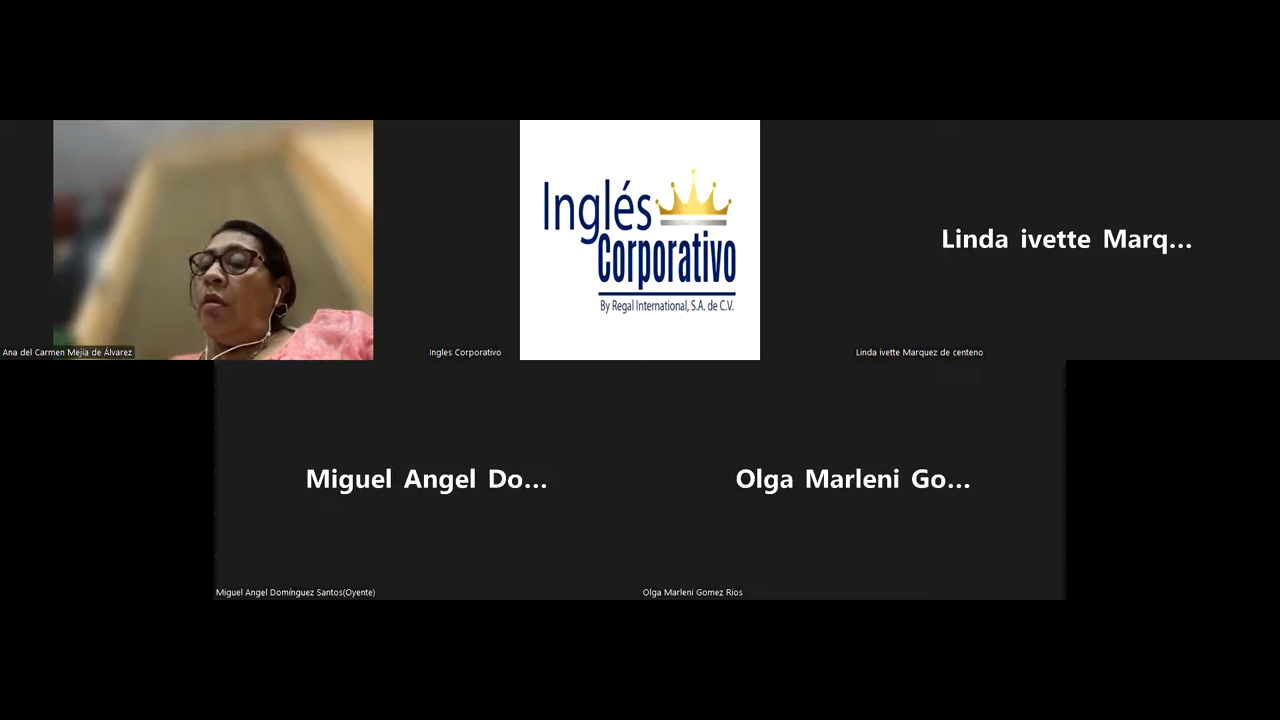 Inglés
Corporativo
By Regal International, S.A. de C.V.
Linda ivette Marq...
Ana del Carmen Mejía de Álvarez
Ingles Corporativo
Linda ivette Marquez de centeno
Miguel Angel Do...
Olga Marleni Go...
Miguel Angel Domínguez Santos(Oyente)
Olga Marleni Gomez Rios